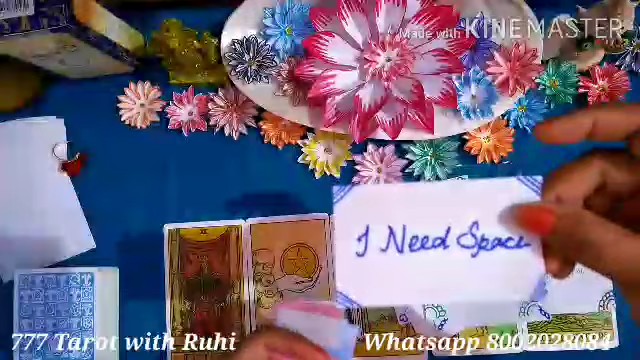 Made with KINEMASTER
I Need Space
777 Tarot with Ruhi
Whatsapp 8002028084